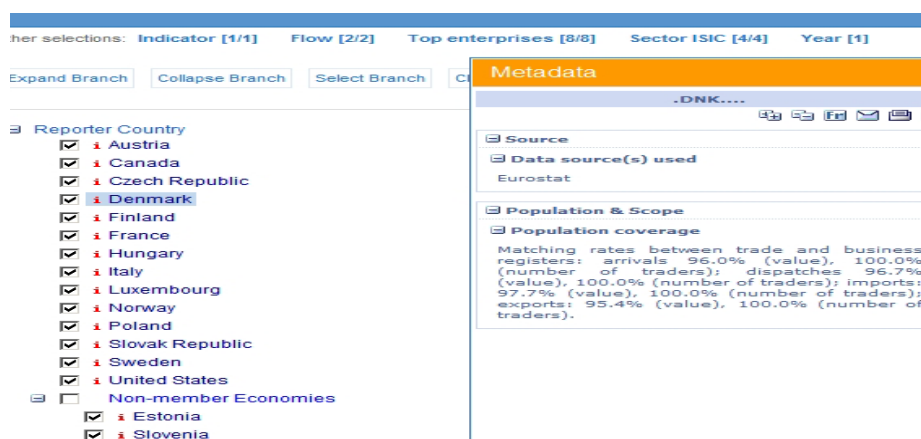 her selections: Indicator [1/1] Flow [2/2] Top enterprises [8/8] Sector ISIC [4/4] Year [1]
Expand Branch Collapse Branch Select Branch Cl
Metadata
.DNK....
Reporter Country
i Austria
i Canada
i Czech Republic
i Denmark
i Finland
i France
i Hungary
i Italy
i Luxembourg
i Norway
i Poland
i Slovak Republic
i Sweden
i United States
Non-member Economies
i Estonia
i Slovenia
Fr
Source
Data source(s) used
Eurostat
Population & Scope
Population coverage
Matching rates between trade and business
registers: arrivals 96.0% (value), 100.0%
(number of traders); dispatches 96.7%
(value), 100.0% (number of traders); imports:
97.7% (value), 100.0% (number of traders);
exports: 95.4% (value), 100.0% (number of
traders).